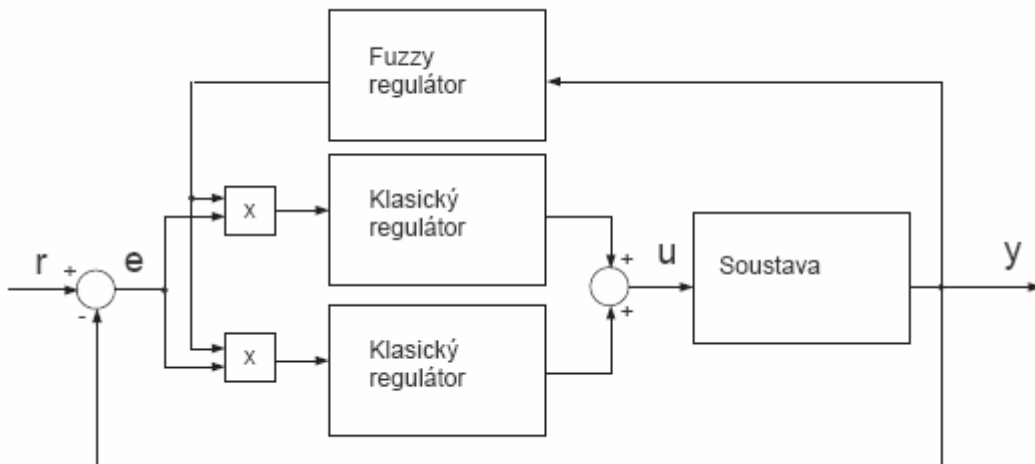 Fuzzy
regulátor
x
Klasický
regulátor
r
+
-
e
+
+
u
Soustava
y
x
Klasický
regulátor